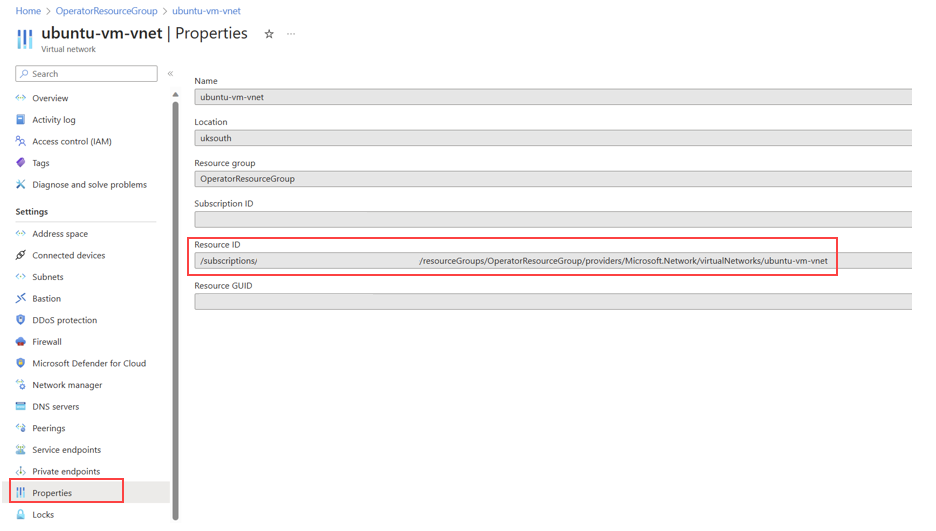 Home > OperatorResourceGroup > ubuntu-vm-vnet
ubuntu-vm-vnet | Properties ☆ ...
Virtual network
Search «
Overview
Activity log
Access control (IAM)
Tags
Diagnose and solve problems
Settings
Address space
Connected devices
Subnets
Bastion
DDoS protection
Firewall
Microsoft Defender for Cloud
Network manager
DNS servers
Peerings
Service endpoints
Private endpoints
Properties
Locks
Name
ubuntu-vm-vnet
Location
uksouth
Resource group
OperatorResourceGroup
Subscription ID
Resource ID
/subscriptions/ /resourceGroups/OperatorResourceGroup/providers/Microsoft.Network/virtualNetworks/ubuntu-vm-vnet
Resource GUID